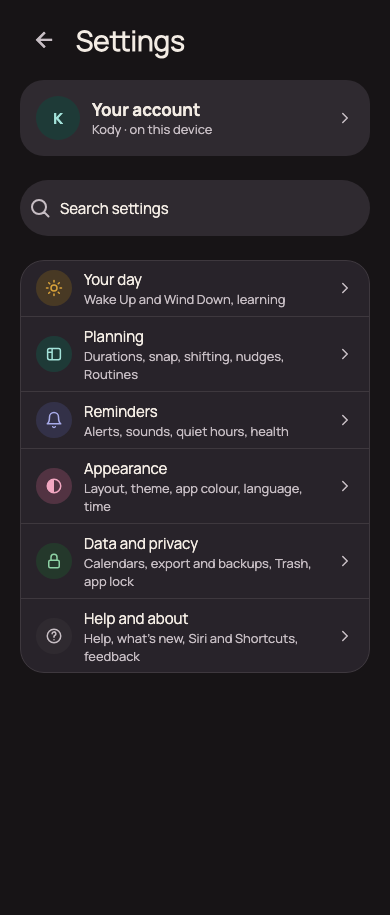 Settings
K
Your account
Kody · on this device
Search settings
Your day
Wake Up and Wind Down, learning
Planning
Durations, snap, shifting, nudges,
Routines
Reminders
Alerts, sounds, quiet hours, health
Appearance
Layout, theme, app colour, language,
time
Data and privacy
Calendars, export and backups, Trash,
app lock
Help and about
Help, what's new, Siri and Shortcuts,
feedback